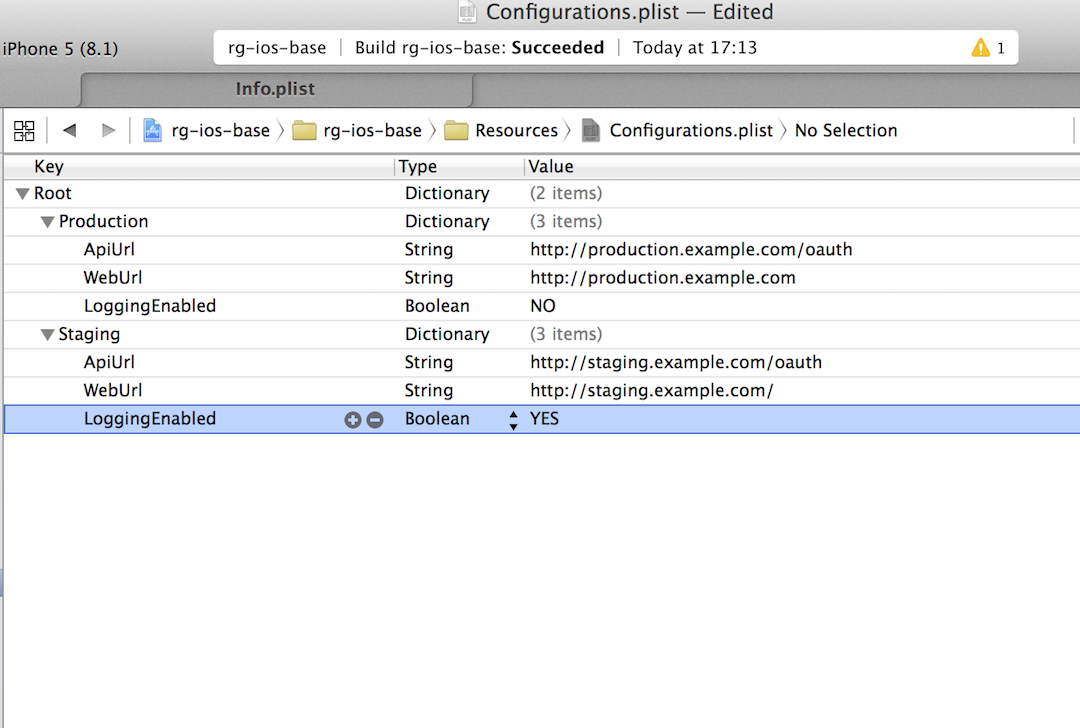 Configurations.plist — Edited
iPhone 5 (8.1)
rg-ios-base | Build rg-ios-base: Succeeded | Today at 17:13 1
Info.plist
rg-ios-base rg-ios-base Resources Configurations.plist No Selection
Key Type Value
Root Dictionary (2 items)
Production Dictionary (3 items)
ApiUrl String http://production.example.com/oauth
WebUrl String http://production.example.com
LoggingEnabled Boolean NO
Staging Dictionary (3 items)
ApiUrl String http://staging.example.com/oauth
WebUrl String http://staging.example.com/
LoggingEnabled Boolean YES